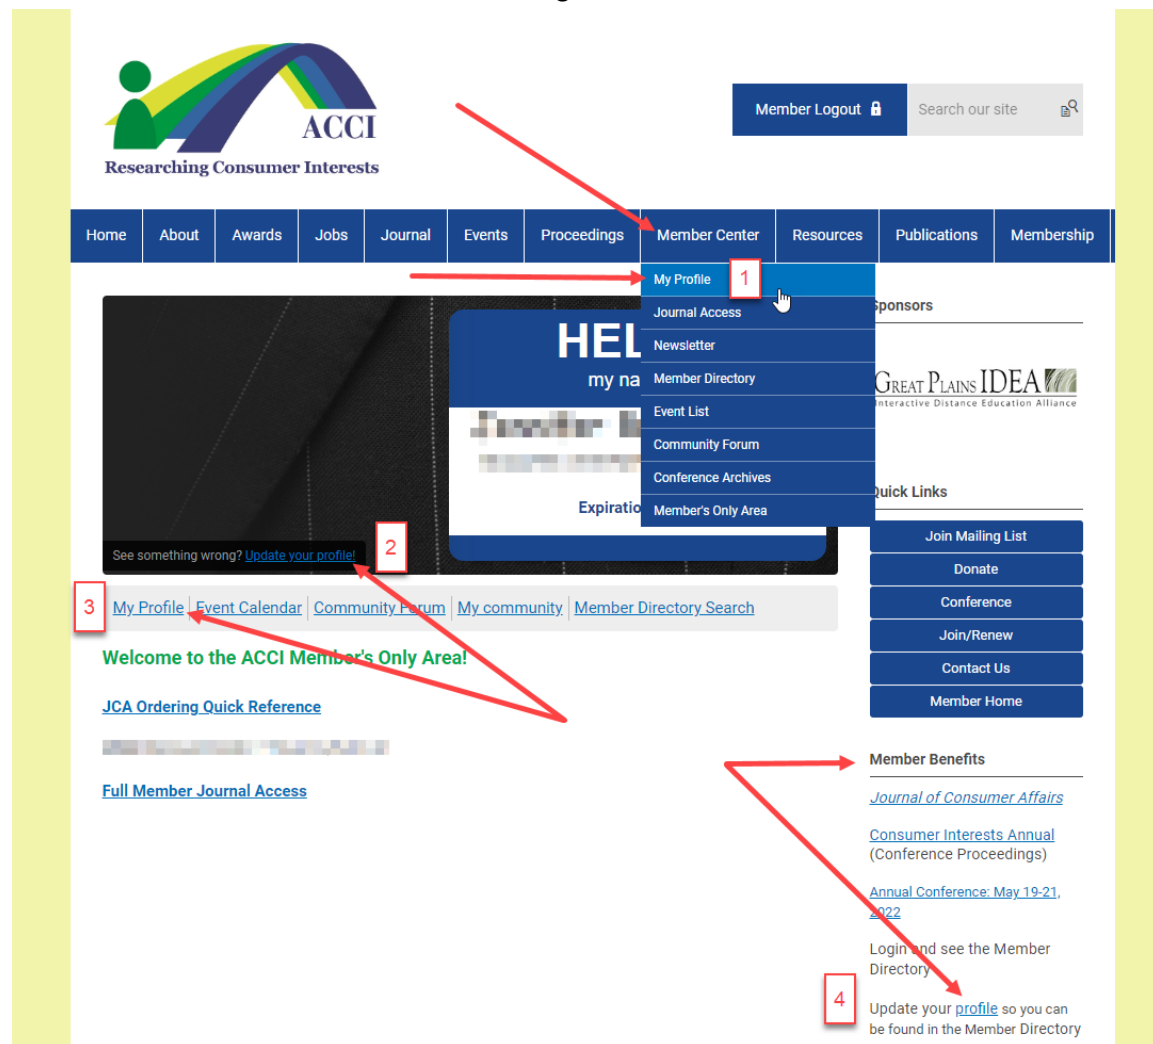 ACCI
Researching Consumer Interests
Member Logout
Search our site
Home About Awards Jobs Journal Events Proceedings Member Center Resources Publications Membership
My Profile 1
Journal Access
Newsletter
Member Directory
Event List
Community Forum
Conference Archives
Member's Only Area
HEL
my na
Expiratio
See something wrong? Update your profile! 2
3 My Profile Event Calendar Community Forum My community Member Directory Search
Welcome to the ACCI Member's Only Area!
JCA Ordering Quick Reference
Full Member Journal Access
Sponsors
GREAT PLAINS IDEA
Interactive Distance Education Alliance
Quick Links
Join Mailing List
Donate
Conference
Join/Renew
Contact Us
Member Home
Member Benefits
Journal of Consumer Affairs
Consumer Interests Annual
(Conference Proceedings)
Annual Conference: May 19-21,
2022
Login and see the Member
Directory
4 Update your profile so you can
be found in the Member Directory